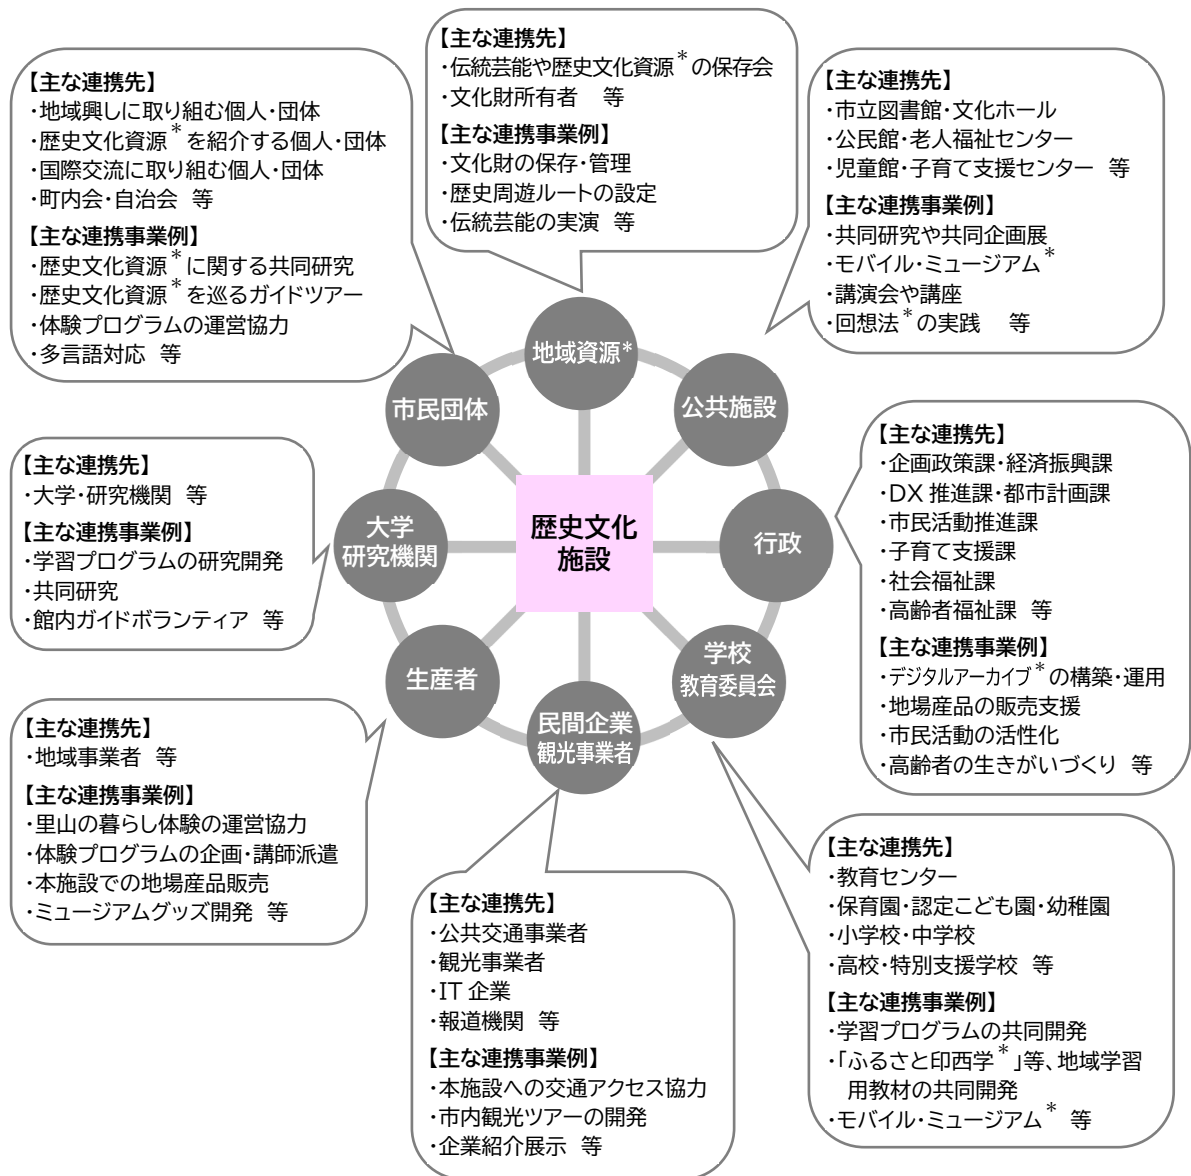 【主な連携先】
・地域興しに取り組む個人・団体
・歴史文化資源*を紹介する個人・団体
・国際交流に取り組む個人・団体
・町内会・自治会 等
【主な連携事業例】
・歴史文化資源*に関する共同研究
・歴史文化資源*を巡るガイドツアー
・体験プログラムの運営協力
・多言語対応 等
【主な連携先】
・伝統芸能や歴史文化資源*の保存会
・文化財所有者 等
【主な連携事業例】
・文化財の保存・管理
・歴史周遊ルートの設定
・伝統芸能の実演 等
【主な連携先】
・市立図書館・文化ホール
・公民館・老人福祉センター
・児童館・子育て支援センター 等
【主な連携事業例】
・共同研究や共同企画展
・モバイル・ミュージアム*
・講演会や講座
・回想法*の実践 等
地域資源*
市民団体
公共施設
大学
研究機関
歴史文化
施設
行政
生産者
学校
教育委員会
民間企業
観光事業者
【主な連携先】
・大学・研究機関 等
【主な連携事業例】
・学習プログラムの研究開発
・共同研究
・館内ガイドボランティア 等
【主な連携先】
・企画政策課・経済振興課
・DX推進課・都市計画課
・市民活動推進課
・子育て支援課
・社会福祉課
・高齢者福祉課 等
【主な連携事業例】
・デジタルアーカイブ*の構築・運用
・地場産品の販売支援
・市民活動の活性化
・高齢者の生きがいづくり 等
【主な連携先】
・地域事業者 等
【主な連携事業例】
・里山の暮らし体験の運営協力
・体験プログラムの企画・講師派遣
・本施設での地場産品販売
・ミュージアムグッズ開発 等
【主な連携先】
・公共交通事業者
・観光事業者
・IT企業
・報道機関 等
【主な連携事業例】
・本施設への交通アクセス協力
・市内観光ツアーの開発
・企業紹介展示 等
【主な連携先】
・教育センター
・保育園・認定こども園・幼稚園
・小学校・中学校
・高校・特別支援学校 等
【主な連携事業例】
・学習プログラムの共同開発
・「ふるさと印西学*」等、地域学習
用教材の共同開発
・モバイル・ミュージアム* 等